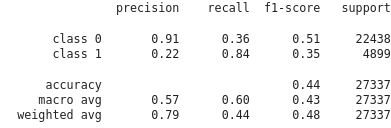 precision recall f1-score support
class 0 0.91 0.36 0.51 22438
class 1 0.22 0.84 0.35 4899
accuracy 0.44 27337
macro avg 0.57 0.60 0.43 27337
weighted avg 0.79 0.44 0.48 27337